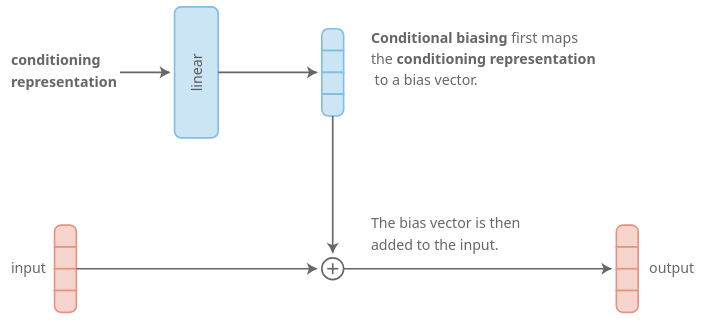 conditioning
representation
linear
Conditional biasing first maps
the conditioning representation
to a bias vector.
The bias vector is then
added to the input.
input
+
output